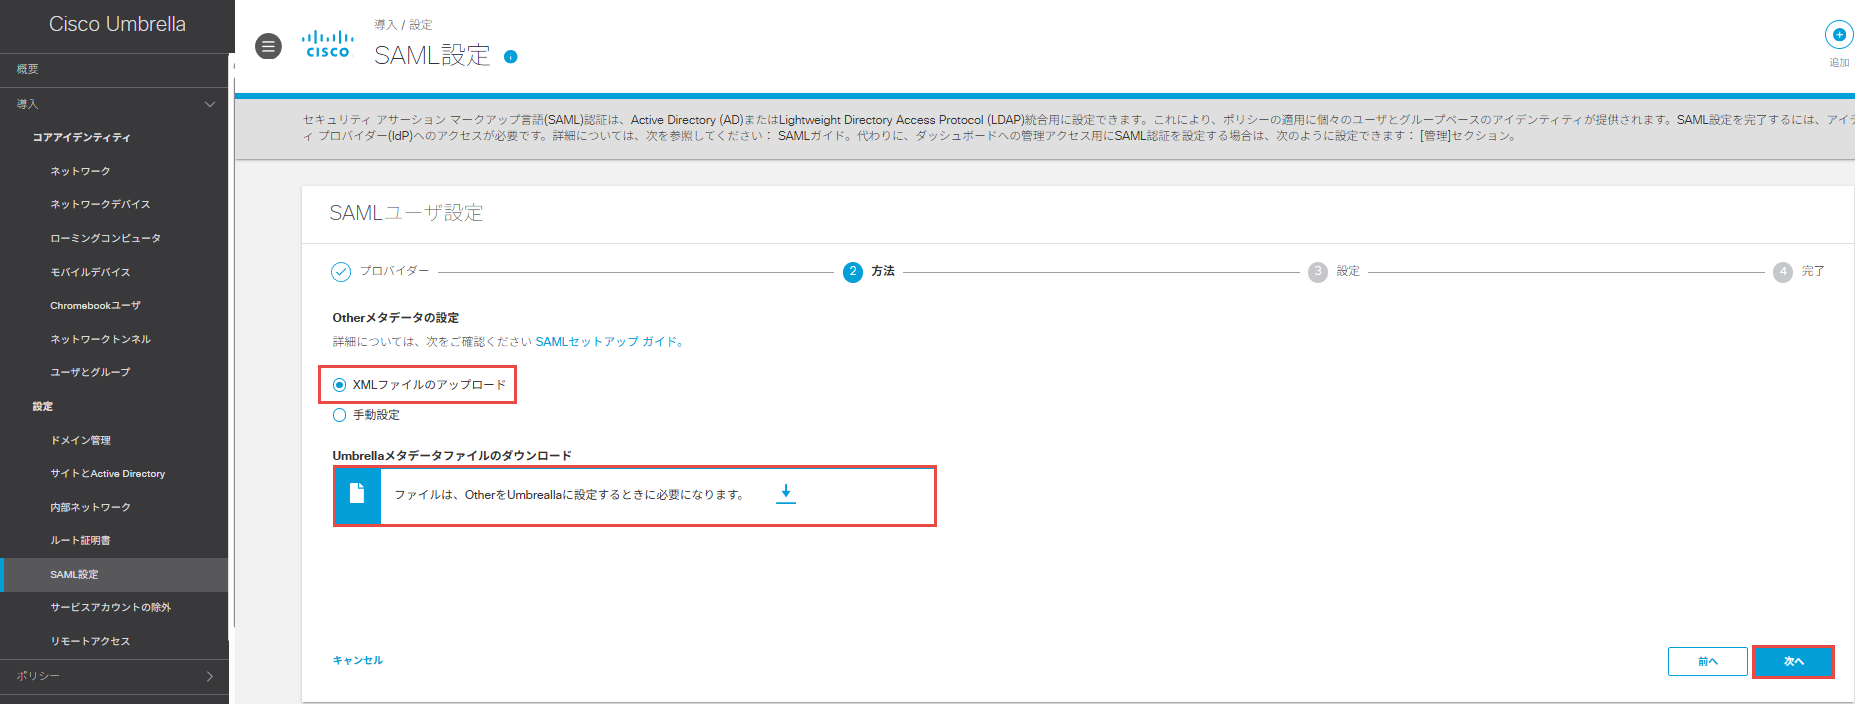 Cisco Umbrella
概要
導入
コアアイデンティティ
ネットワーク
ネットワークデバイス
ローミングコンピュータ
モバイルデバイス
Chromebookユーザ
ネットワークトンネル
ユーザとグループ
設定
ドメイン管理
サイトとActive Directory
内部ネットワーク
ルート証明書
SAML設定
サービスアカウントの除外
リモートアクセス
ポリシー
CISCO
導入 / 設定
SAML設定
追加
セキュリティ アサーション マークアップ言語(SAML)認証は、Active Directory (AD)またはLightweight Directory Access Protocol (LDAP)統合用に設定できます。これにより、ポリシーの適用に個々のユーザとグループベースのアイデンティティが提供されます。SAML設定を完了するには、アイデ
ィ プロバイダー(IdP)へのアクセスが必要です。詳細については、次を参照してください： SAMLガイド。代わりに、ダッシュボードへの管理アクセス用にSAML認証を設定する場合は、次のように設定できます： [管理]セクション。
SAMLユーザ設定
プロバイダー
2 方法
3 設定
4 完了
Otherメタデータの設定
詳細については、次をご確認ください SAMLセットアップ ガイド。
XMLファイルのアップロード
手動設定
Umbrellaメタデータファイルのダウンロード
ファイルは、OtherをUmbreallaに設定するときに必要になります。
キャンセル
前へ
次へ